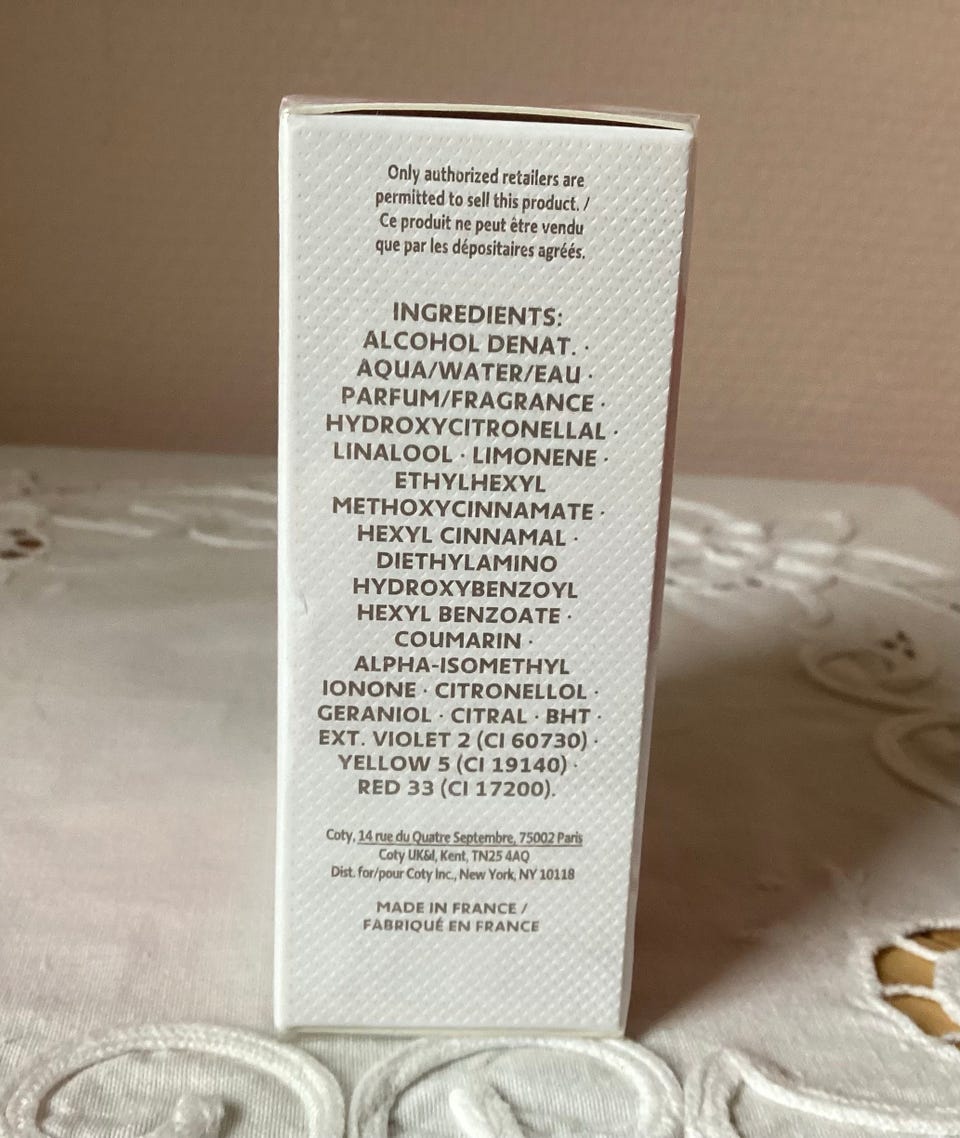 Only authorized retailers are
permitted to sell this product. /
Ce produit ne peut être vendu
que par les dépositaires agréés.
INGREDIENTS:
ALCOHOL DENAT. ·
AQUA/WATER/EAU ·
PARFUM/FRAGRANCE ·
HYDROXYCITRONELLAL ·
LINALOOL · LIMONENE ·
ETHYLHEXYL
METHOXYCINNAMATE ·
HEXYL CINNAMAL ·
DIETHYLAMINO
HYDROXYBENZOYL
HEXYL BENZOATE ·
COUMARIN ·
ALPHA-ISOMETHYL
IONONE · CITRONELLOL ·
GERANIOL · CITRAL · BHT ·
EXT. VIOLET 2 (CI 60730) ·
YELLOW 5 (CI 19140) ·
RED 33 (CI 17200).
Coty, 14 rue du Quatre Septembre, 75002 Paris
Coty UK&I, Kent, TN25 4AQ
Dist. for/pour Coty Inc., New York, NY 10118
MADE IN FRANCE /
FABRIQUÉ EN FRANCE